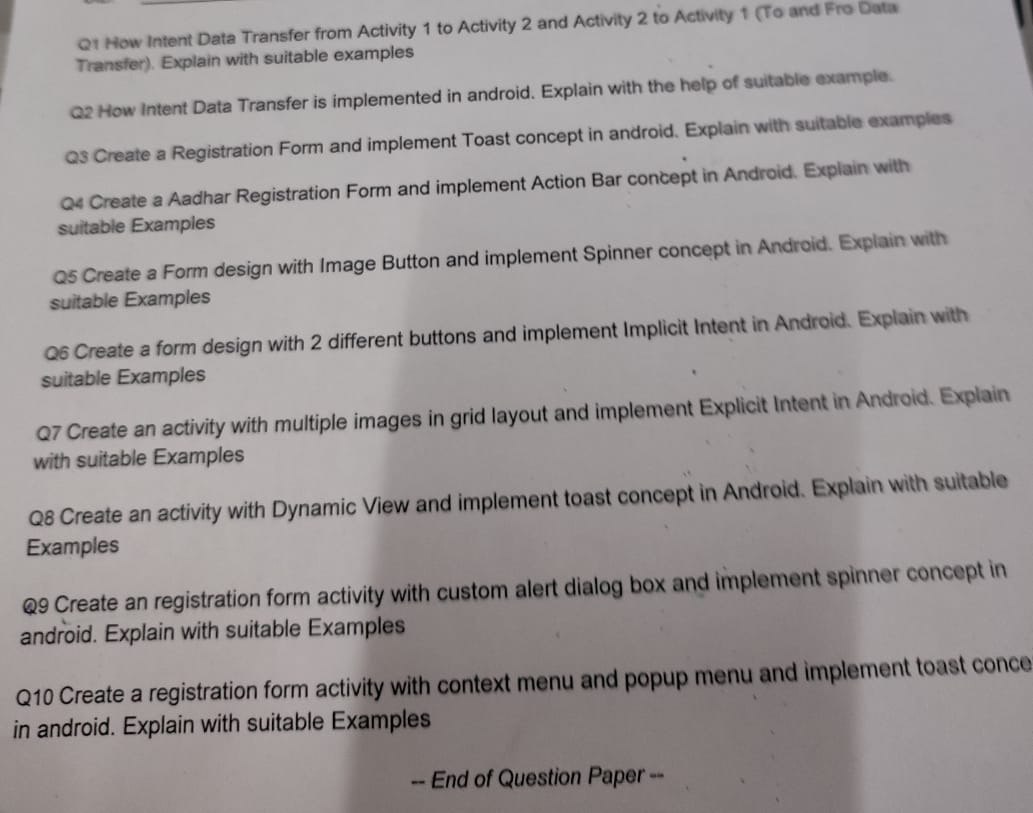 Q1 How Intent Data Transfer from Activity 1 to Activity 2 and Activity 2 to Activity 1 (To and Fro Data
Transfer). Explain with suitable examples
Q2 How Intent Data Transfer is implemented in android. Explain with the help of suitable example.
Q3 Create a Registration Form and implement Toast concept in android. Explain with suitable examples
Q4 Create a Aadhar Registration Form and implement Action Bar concept in Android. Explain with
suitable Examples
Q5 Create a Form design with Image Button and implement Spinner concept in Android. Explain with
suitable Examples
Q6 Create a form design with 2 different buttons and implement Implicit Intent in Android. Explain with
suitable Examples
Q7 Create an activity with multiple images in grid layout and implement Explicit Intent in Android. Explain
with suitable Examples
Q8 Create an activity with Dynamic View and implement toast concept in Android. Explain with suitable
Examples
Q9 Create an registration form activity with custom alert dialog box and implement spinner concept in
android. Explain with suitable Examples
Q10 Create a registration form activity with context menu and popup menu and implement toast conce
in android. Explain with suitable Examples
-- End of Question Paper --